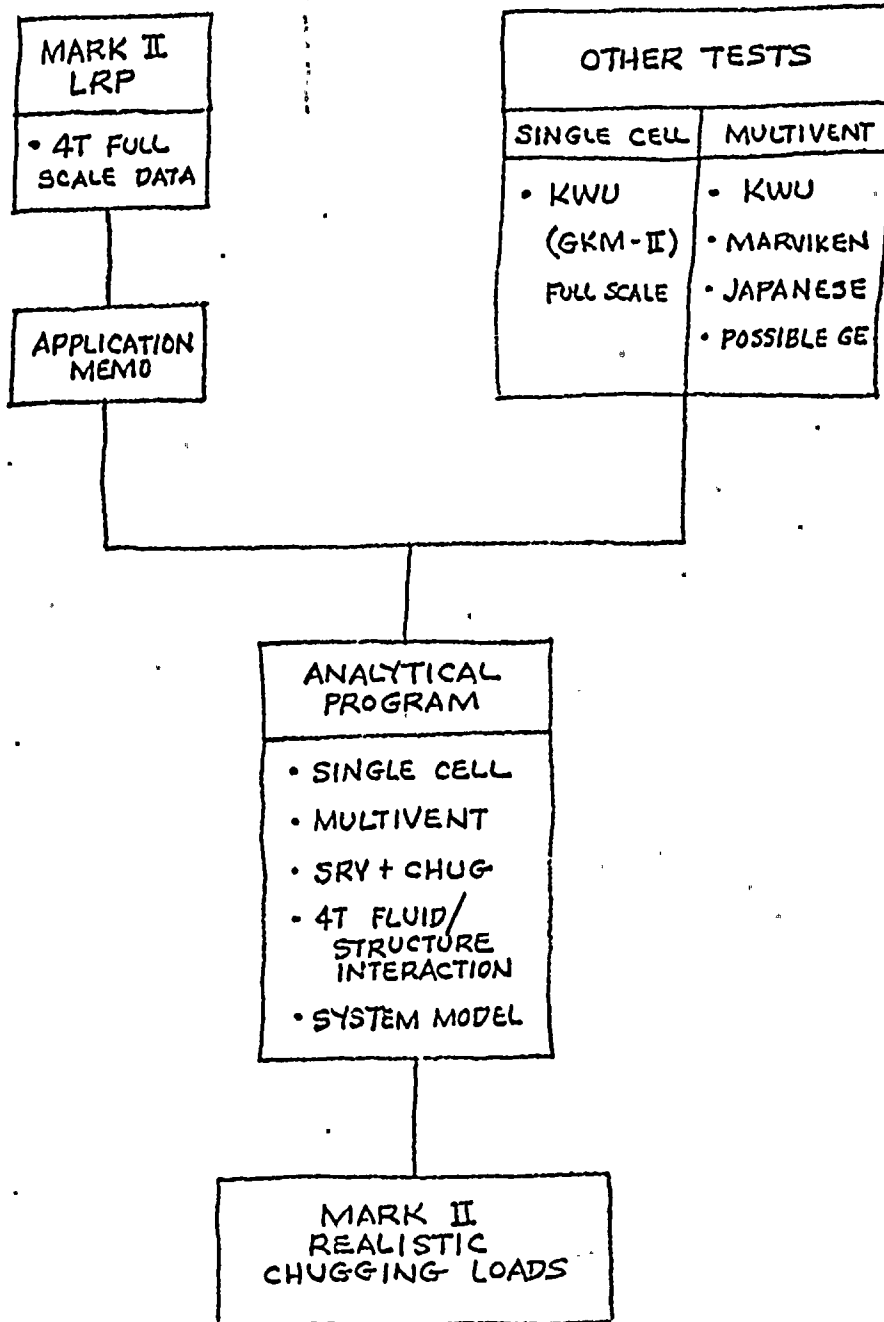 MARK II
LRP
• 4T FULL
SCALE DATA
APPLICATION
MEMO
OTHER TESTS
SINGLE CELL
• KWU
(GKM-II)
FULL SCALE
MULTIVENT
• KWU
• MARVIKEN
• JAPANESE
• POSSIBLE GE
ANALYTICAL
PROGRAM
• SINGLE CELL
• MULTIVENT
• SRV + CHUG
• 4T FLUID/
STRUCTURE
INTERACTION
• SYSTEM MODEL
MARK II
REALISTIC
CHUGGING LOADS